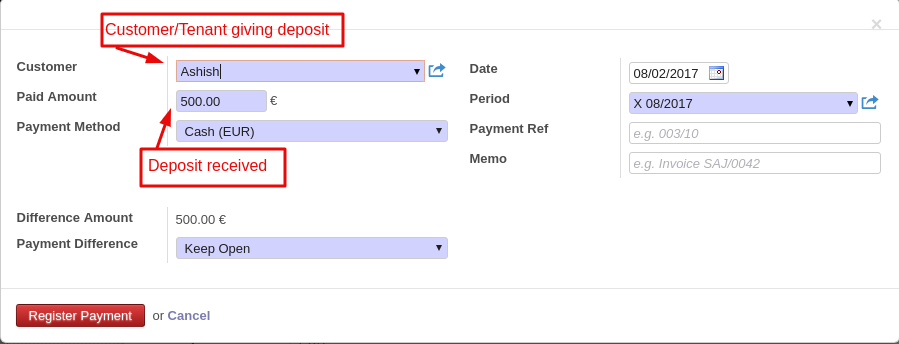 Customer/Tenant giving deposit
×
Customer Ashish
Paid Amount 500.00 €
Payment Method Cash (EUR)
Deposit received
Date 08/02/2017
Period X 08/2017
Payment Ref e.g. 003/10
Memo e.g. Invoice SAJ/0042
Difference Amount 500.00 €
Payment Difference Keep Open
Register Payment or Cancel